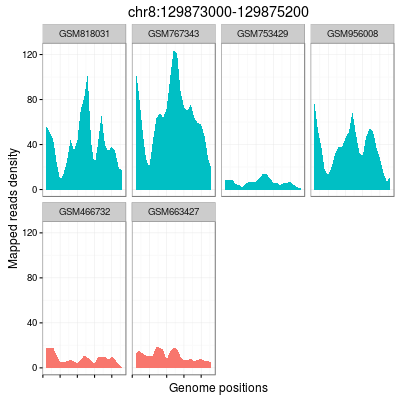 chr8:129873000-129875200
GSM818031 GSM767343 GSM753429 GSM956008
120
80
40
0
GSM466732 GSM663427
120
80
40
0
Mapped reads density
Genome positions